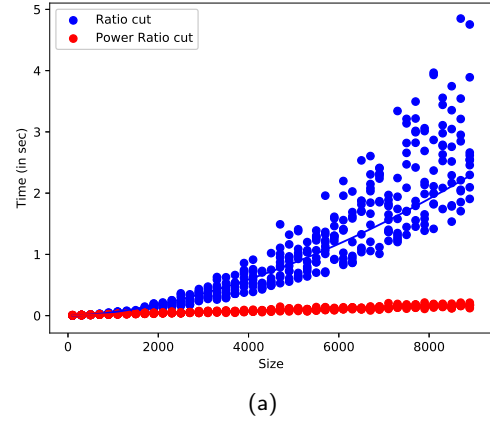 Ratio cut
Power Ratio cut
5
4
3
2
1
0
Time (in sec)
0
2000
4000
6000
8000
Size
(a)